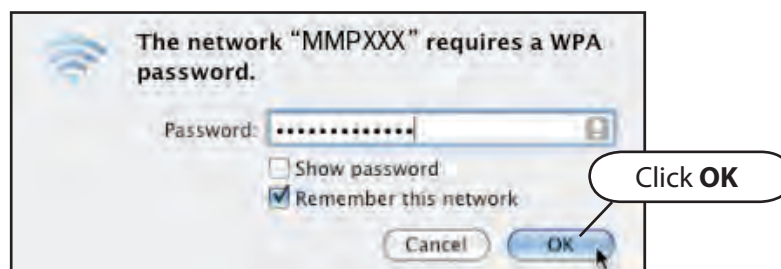 The network “MMPXXX” requires a WPA
password.
Password: •••••••••••••
Show password
Remember this network
Click OK
Cancel
OK